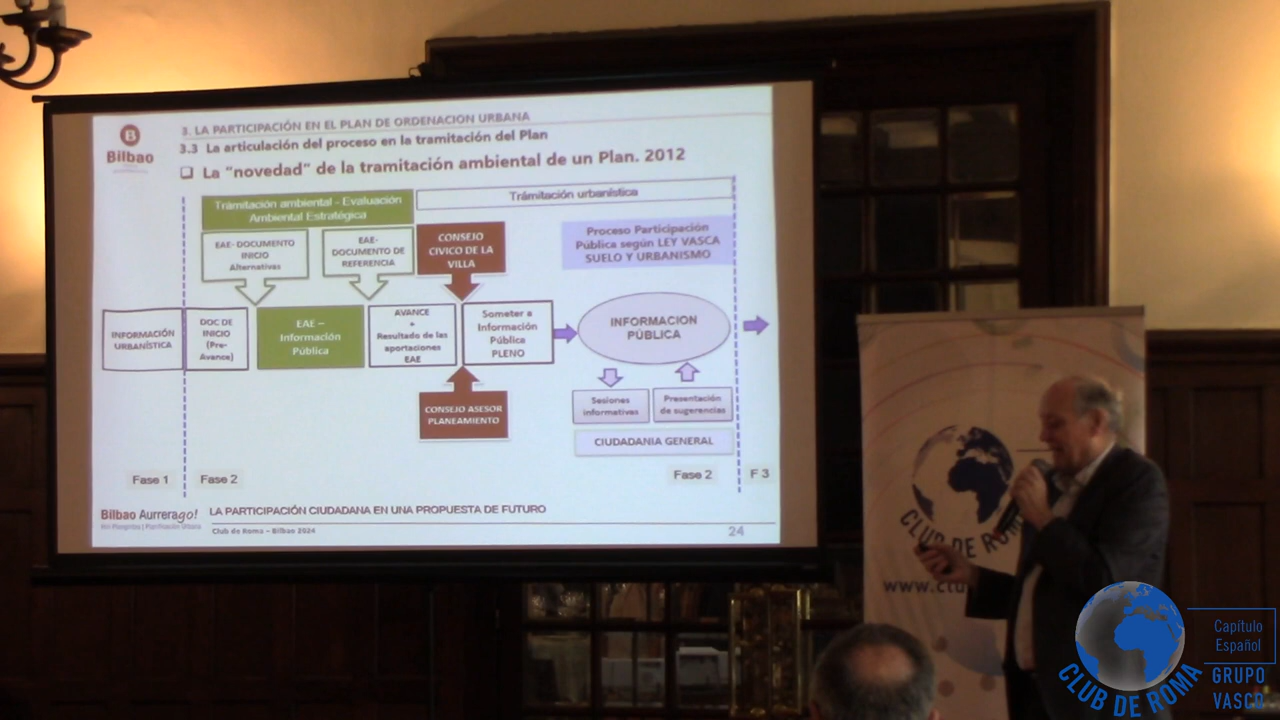 3. LA PARTICIPACIÓN EN EL PLAN DE ORDENACION URBANA
3.3 La articulación del proceso en la tramitación del Plan
B
Bilbao
❑ La "novedad" de la tramitación ambiental de un Plan. 2012
Tramitación ambiental - Evaluación
Ambiental Estratégica
Trámitación urbanística
EAE- DOCUMENTO
INICIO
Alternativas
EAE-
DOCUMENTO DE
REFERENCIA
CONSEJO
CIVICO DE LA
VILLA
Proceso Participación
Pública según LEY VASCA
SUELO Y URBANISMO
INFORMACIÓN
URBANÍSTICA
DOC DE
INICIO
(Pre-
Avance)
EAE –
Información
Pública
AVANCE
+
Resultado de las
aportaciones
EAE
Someter a
Información
Pública
PLENO
INFORMACION
PÚBLICA
CONSEJO ASESOR
PLANEAMIENTO
Sesiones
informativas
Presentación
de sugerencias
CIUDADANIA GENERAL
Fase 1
Fase 2
Fase 2
F 3
Bilbao Aurrerago!
LA PARTICIPACIÓN CIUDADANA EN UNA PROPUESTA DE FUTURO
Club de Roma – Bilbao 2024
24
CLUB DE ROM
www.clu
Capítulo
Español
GRUPO
VASCO
CLUB DE ROMA